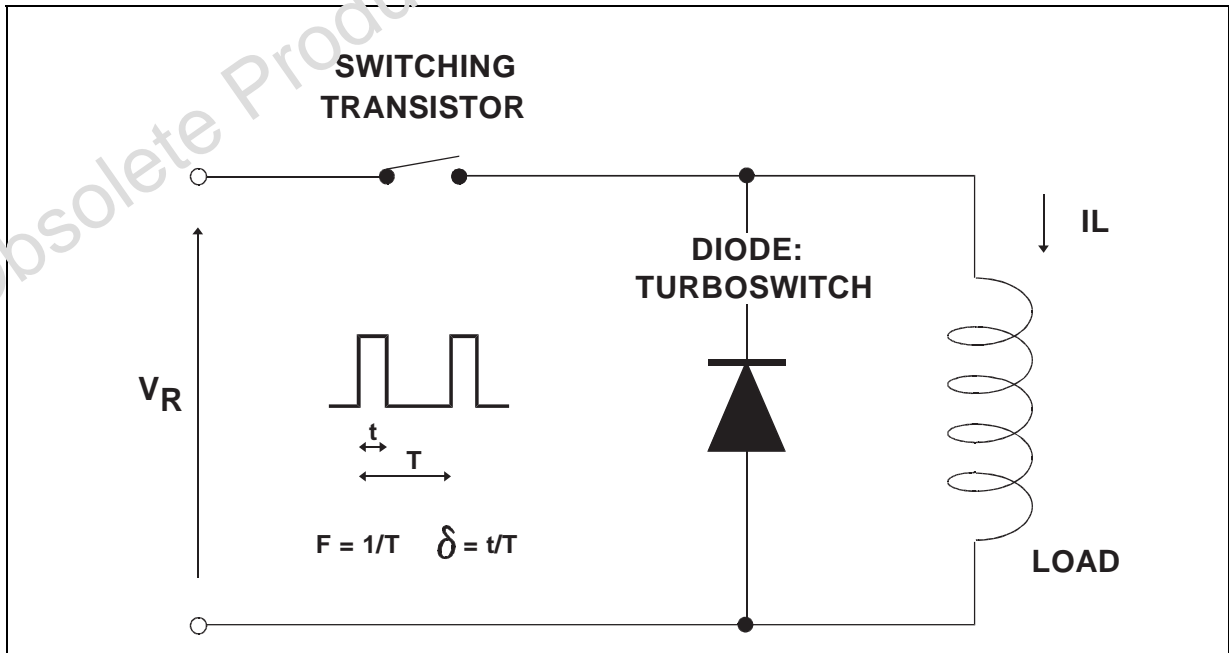 Obsolete Produ
SWITCHING
TRANSISTOR
IL
DIODE:
TURBOSWITCH
VR
t
T
F = 1/T δ = t/T
LOAD